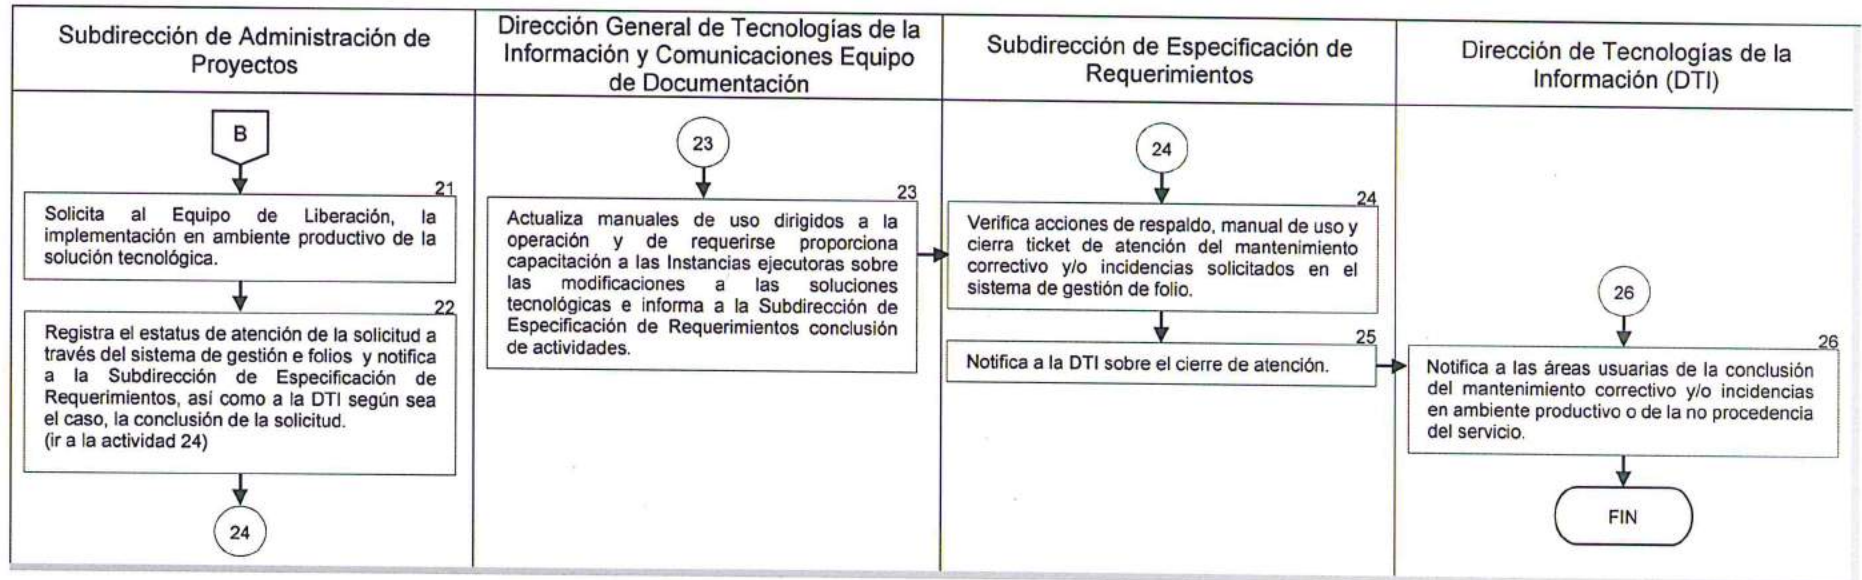 Subdirección de Administración de
Proyectos
Dirección General de Tecnologías de la
Información y Comunicaciones Equipo
de Documentación
Subdirección de Especificación de
Requerimientos
Dirección de Tecnologías de la
Información (DTI)
B
21
Solicita al Equipo de Liberación, la
implementación en ambiente productivo de la
solución tecnológica.
22
Registra el estatus de atención de la solicitud a
través del sistema de gestión e folios y notifica
a la Subdirección de Especificación de
Requerimientos, así como a la DTI según sea
el caso, la conclusión de la solicitud.
(ir a la actividad 24)
24
23
23
Actualiza manuales de uso dirigidos a la
operación y de requerirse proporciona
capacitación a las Instancias ejecutoras sobre
las modificaciones a las soluciones
tecnológicas e informa a la Subdirección de
Especificación de Requerimientos conclusión
de actividades.
24
24
Verifica acciones de respaldo, manual de uso y
cierra ticket de atención del mantenimiento
correctivo y/o incidencias solicitados en el
sistema de gestión de folio.
25
Notifica a la DTI sobre el cierre de atención.
26
26
Notifica a las áreas usuarias de la conclusión
del mantenimiento correctivo y/o incidencias
en ambiente productivo o de la no procedencia
del servicio.
FIN